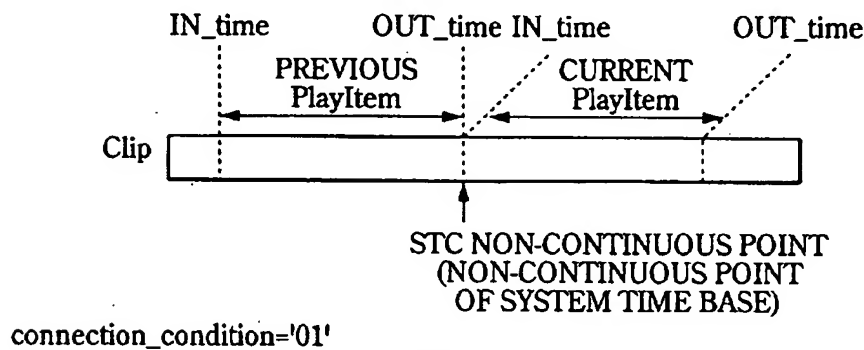 IN_time OUT_time IN_time OUT_time
PREVIOUS
PlayItem
CURRENT
PlayItem
Clip
STC NON-CONTINUOUS POINT
(NON-CONTINUOUS POINT
OF SYSTEM TIME BASE)
connection_condition='01'